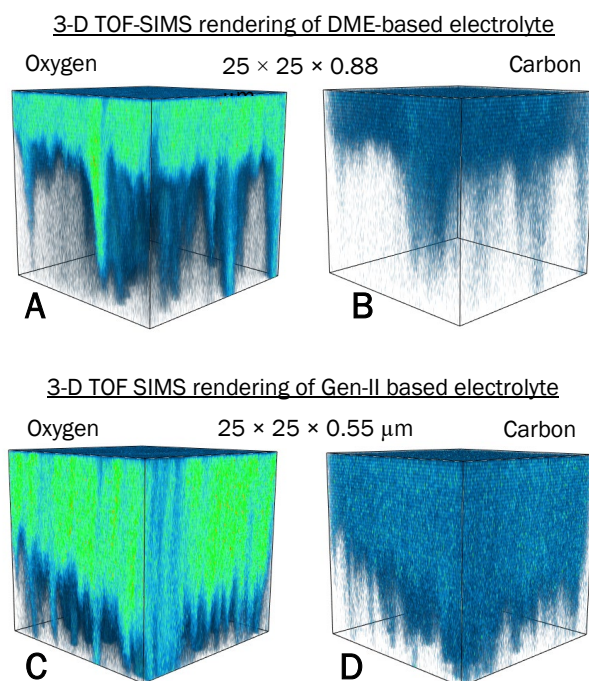 3-D TOF-SIMS rendering of DME-based electrolyte
Oxygen 25 × 25 × 0.88 Carbon
A B
3-D TOF SIMS rendering of Gen-II based electrolyte
Oxygen 25 × 25 × 0.55 μm Carbon
C D